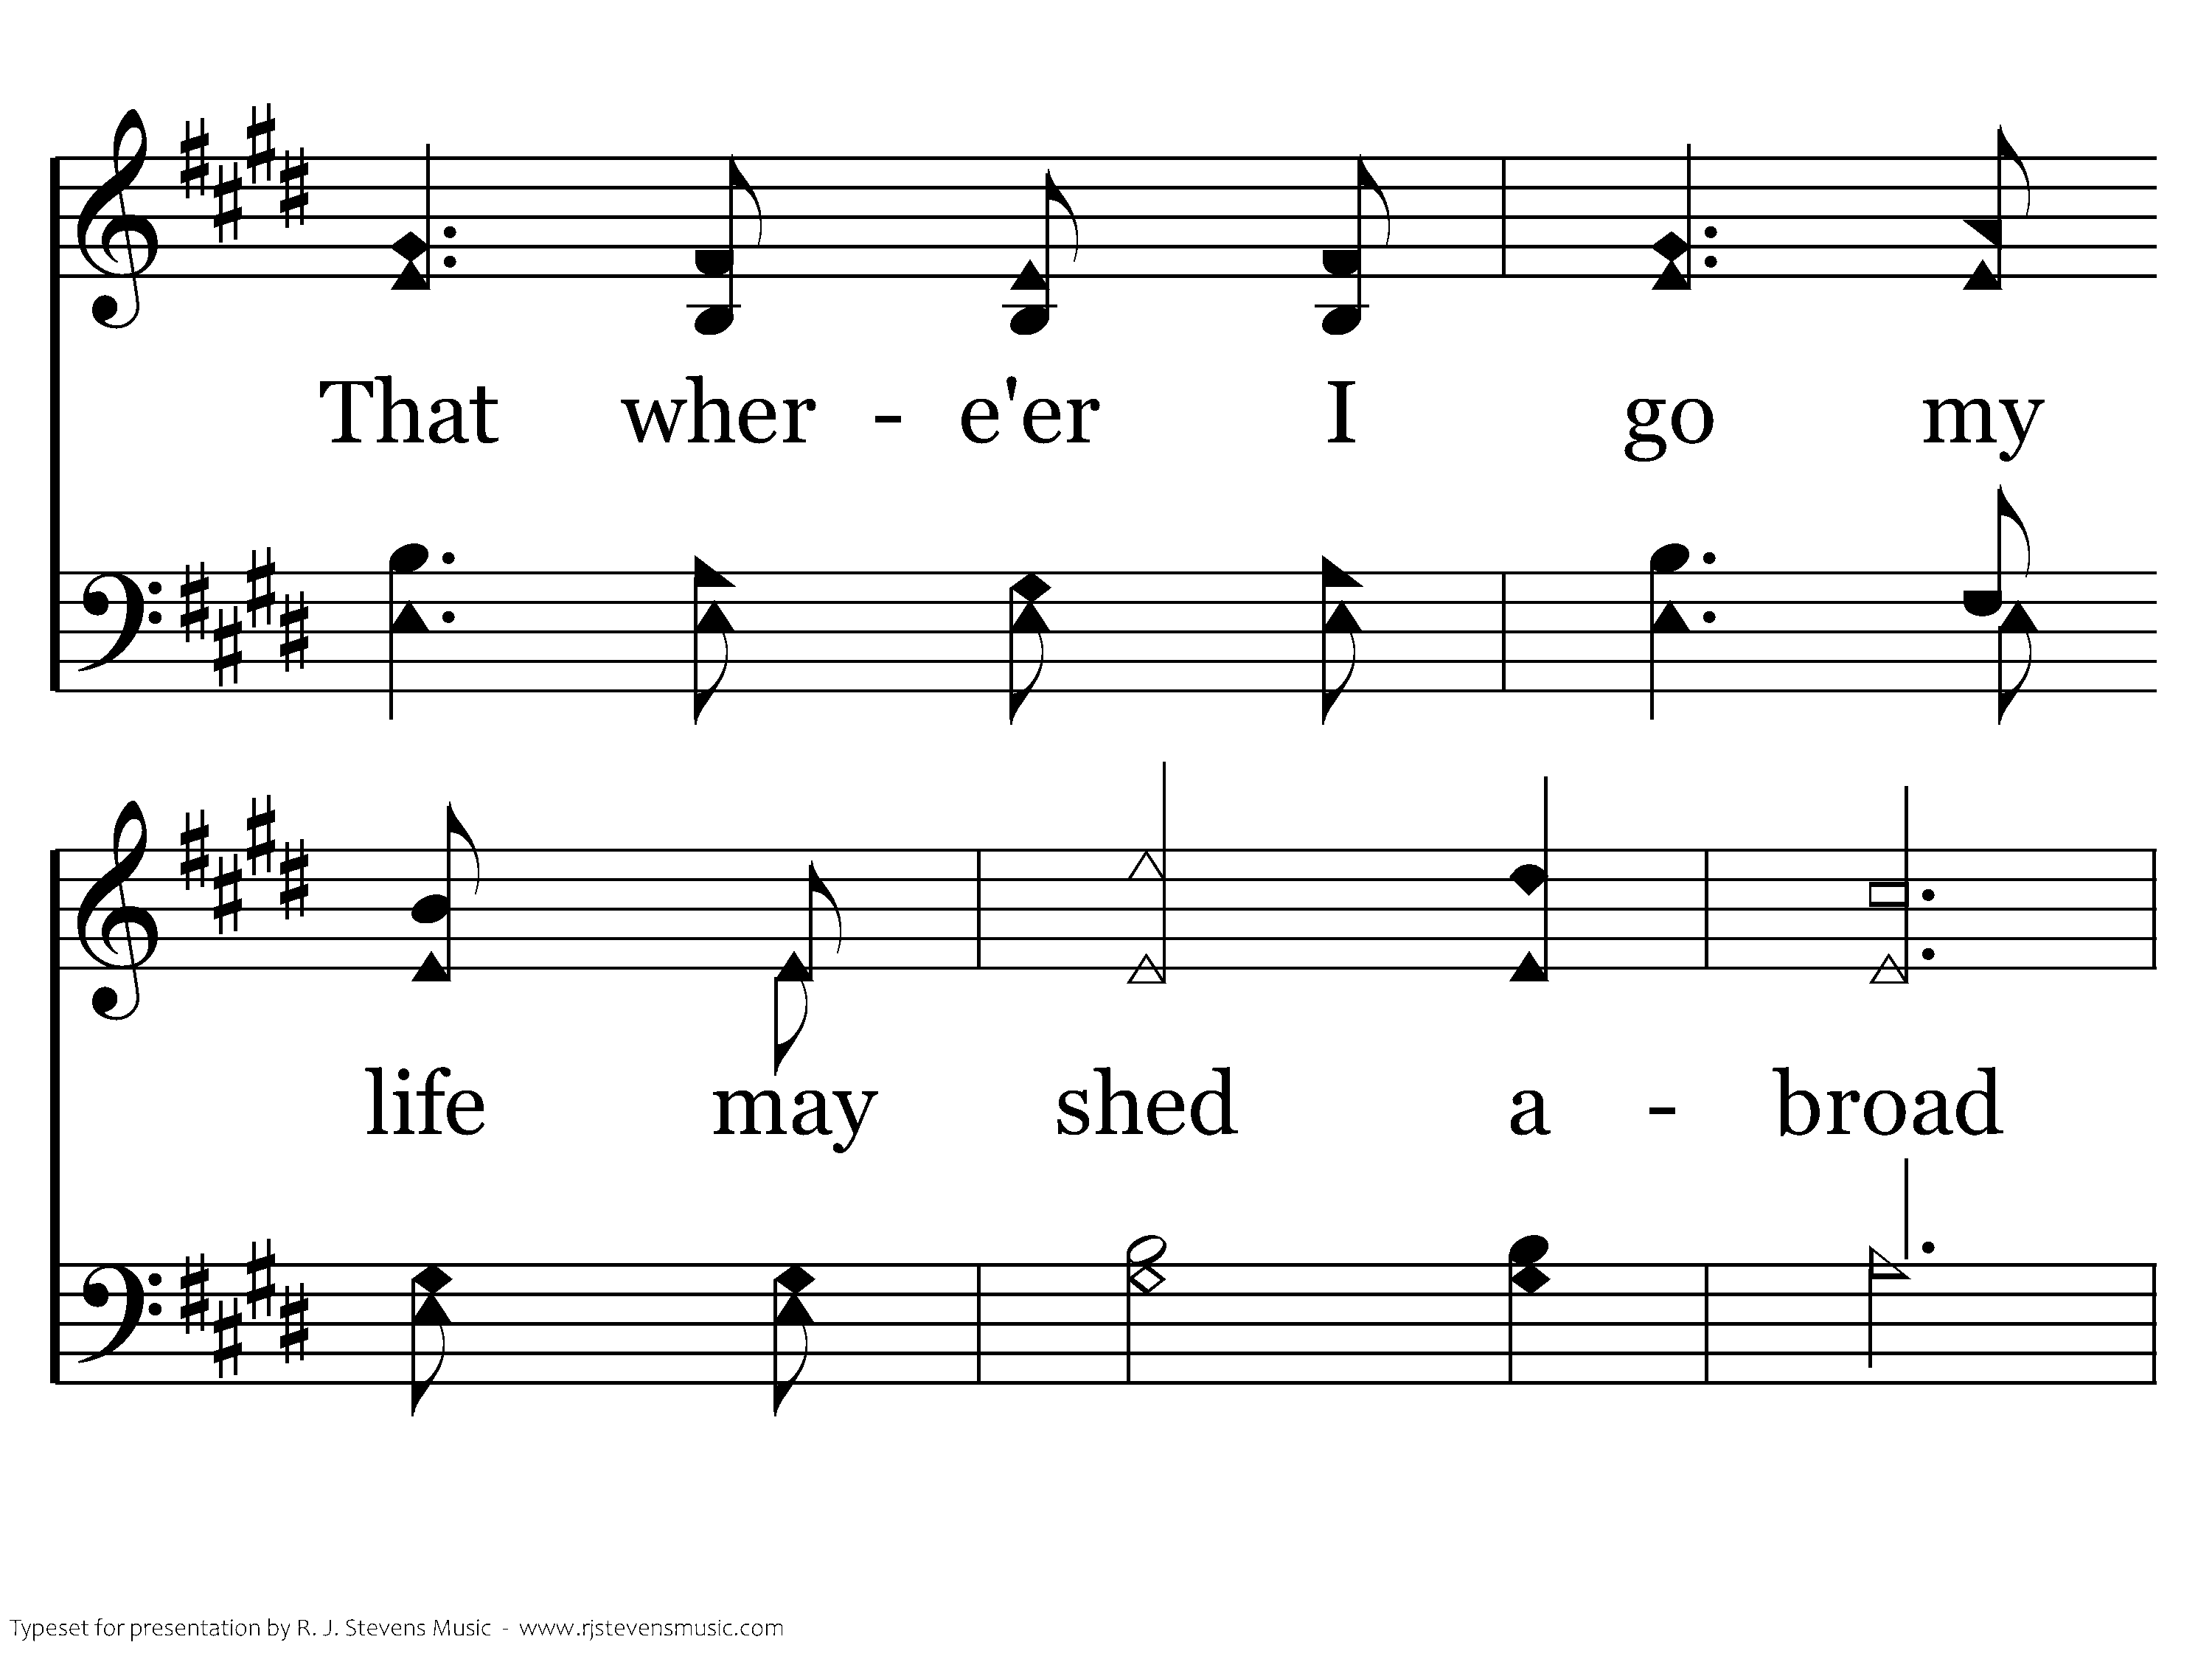 That wher - e'er I go my
life may shed a - broad
Typeset for presentation by R. J. Stevens Music - www.rjstevensmusic.com